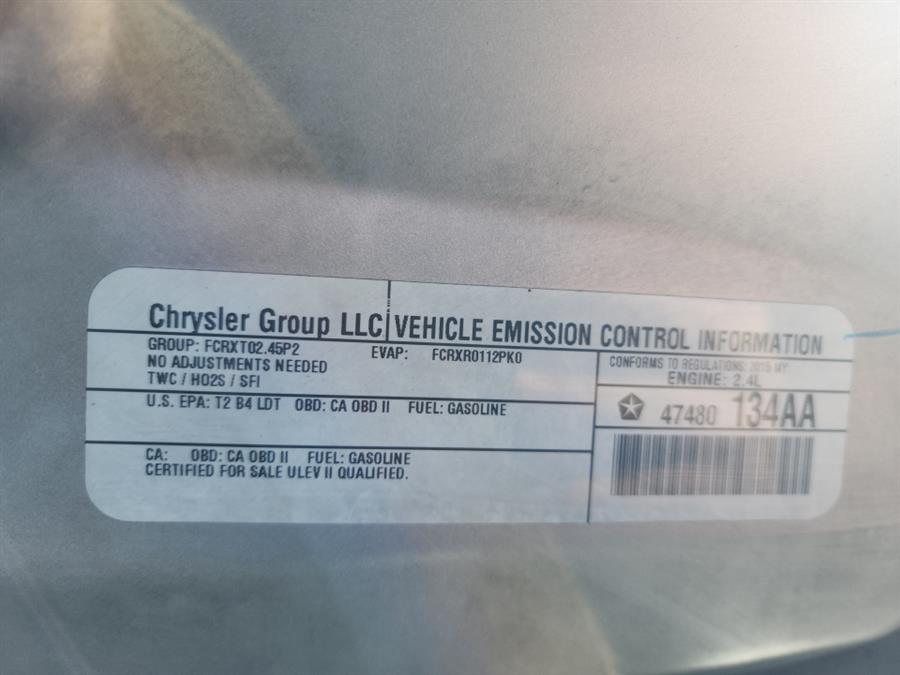 Chrysler Group LLC VEHICLE EMISSION CONTROL INFORMATION
GROUP: FCRXT02.45P2 EVAP: FCRXR0112PK0
NO ADJUSTMENTS NEEDED
TWC / HO2S / SFI
CONFORMS TO REGULATIONS: 2015 MY
ENGINE: 2.4L
U.S. EPA: T2 B4 LDT OBD: CA OBD II FUEL: GASOLINE
47480 134AA
CA: OBD: CA OBD II FUEL: GASOLINE
CERTIFIED FOR SALE ULEV II QUALIFIED.